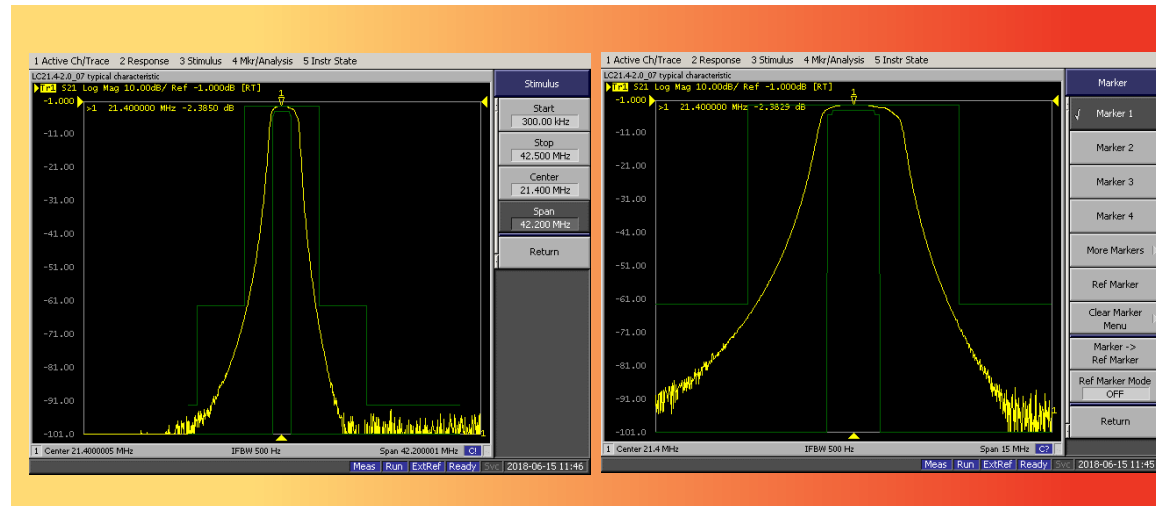 1 Active Ch/Trace 2 Response 3 Stimulus 4 Mkr/Analysis 5 Instr State
LC21.4-2.0_07 typical characteristic
Tr1 S21 Log Mag 10.00dB/ Ref -1.000dB [RT]
1
>1 21.400000 MHz -2.3850 dB
-1.000
-11.00
-21.00
-31.00
-41.00
-51.00
-61.00
-71.00
-81.00
-91.00
-101.0
1
1 Center 21.4000005 MHz IFBW 500 Hz Span 42.200001 MHz C!
Meas Run ExtRef Ready Svc 2018-06-15 11:46
Stimulus
Start
300.00 kHz
Stop
42.500 MHz
Center
21.400 MHz
Span
42.200 MHz
Return
1 Active Ch/Trace 2 Response 3 Stimulus 4 Mkr/Analysis 5 Instr State
LC21.4-2.0_07 typical characteristic
Tr1 S21 Log Mag 10.00dB/ Ref -1.000dB [RT]
1
>1 21.400000 MHz -2.3829 dB
-1.000
-11.00
-21.00
-31.00
-41.00
-51.00
-61.00
-71.00
-81.00
-91.00
-101.0
1
1 Center 21.4 MHz IFBW 500 Hz Span 15 MHz C?
Meas Run ExtRef Ready Svc 2018-06-15 11:45
Marker
√ Marker 1
Marker 2
Marker 3
Marker 4
More Markers
Ref Marker
Clear Marker
Menu
Marker ->
Ref Marker
Ref Marker Mode
OFF
Return